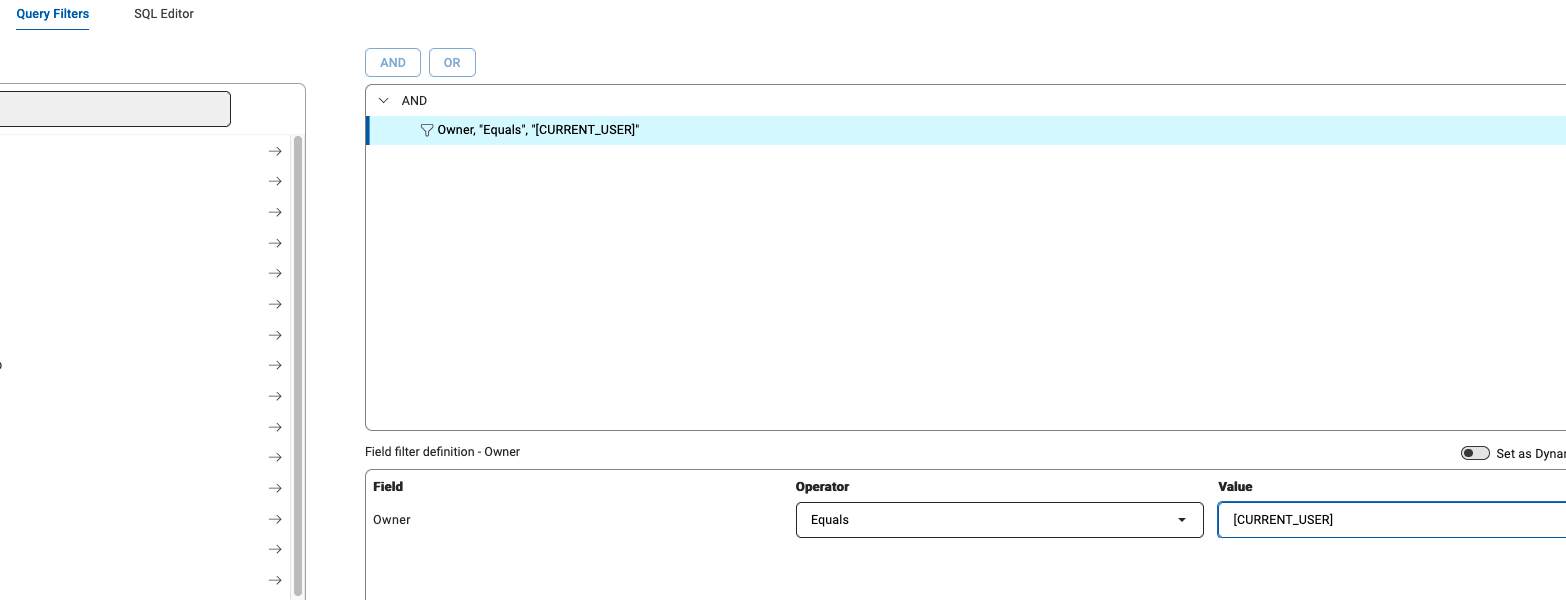 Query Filters SQL Editor
AND OR
AND
Owner, "Equals", "[CURRENT_USER]"
Field filter definition - Owner
Set as
Field Operator Value
Owner Equals [CURRENT_USER]